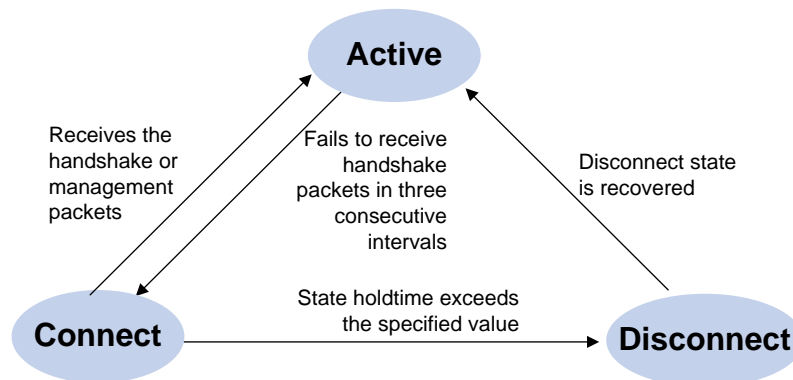 Active
Receives the
handshake or
management
packets
Fails to receive
handshake
packets in three
consecutive
intervals
Disconnect state
is recovered
State holdtime exceeds
the specified value
Connect
Disconnect